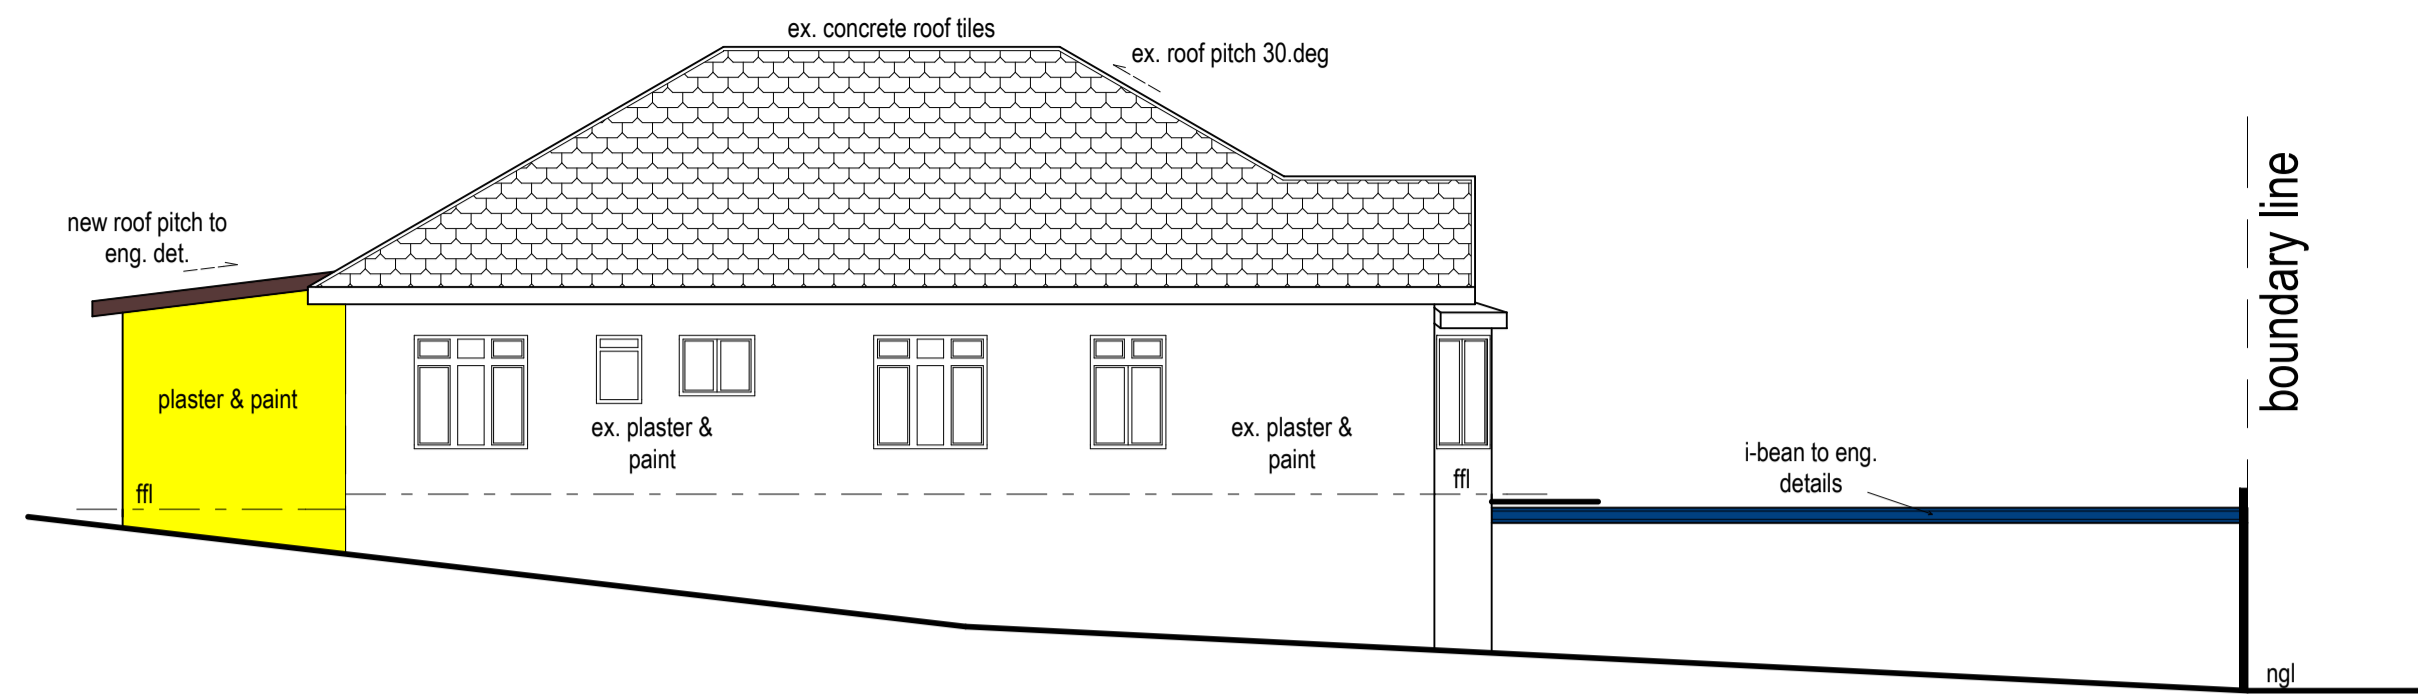 ex. concrete roof tiles
ex. roof pitch 30.deg
new roof pitch to
eng. det.
boundary line
plaster & paint
ex. plaster &
paint
ex. plaster &
paint
i-bean to eng.
details
ffl
ffl
ngl